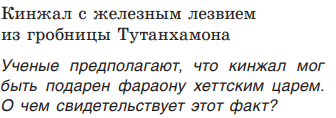 Кинжал с железным лезвием
из гробницы Тутанхамона
Ученые предполагают, что кинжал мог
быть подарен фараону хеттским царем.
О чем свидетельствует этот факт?